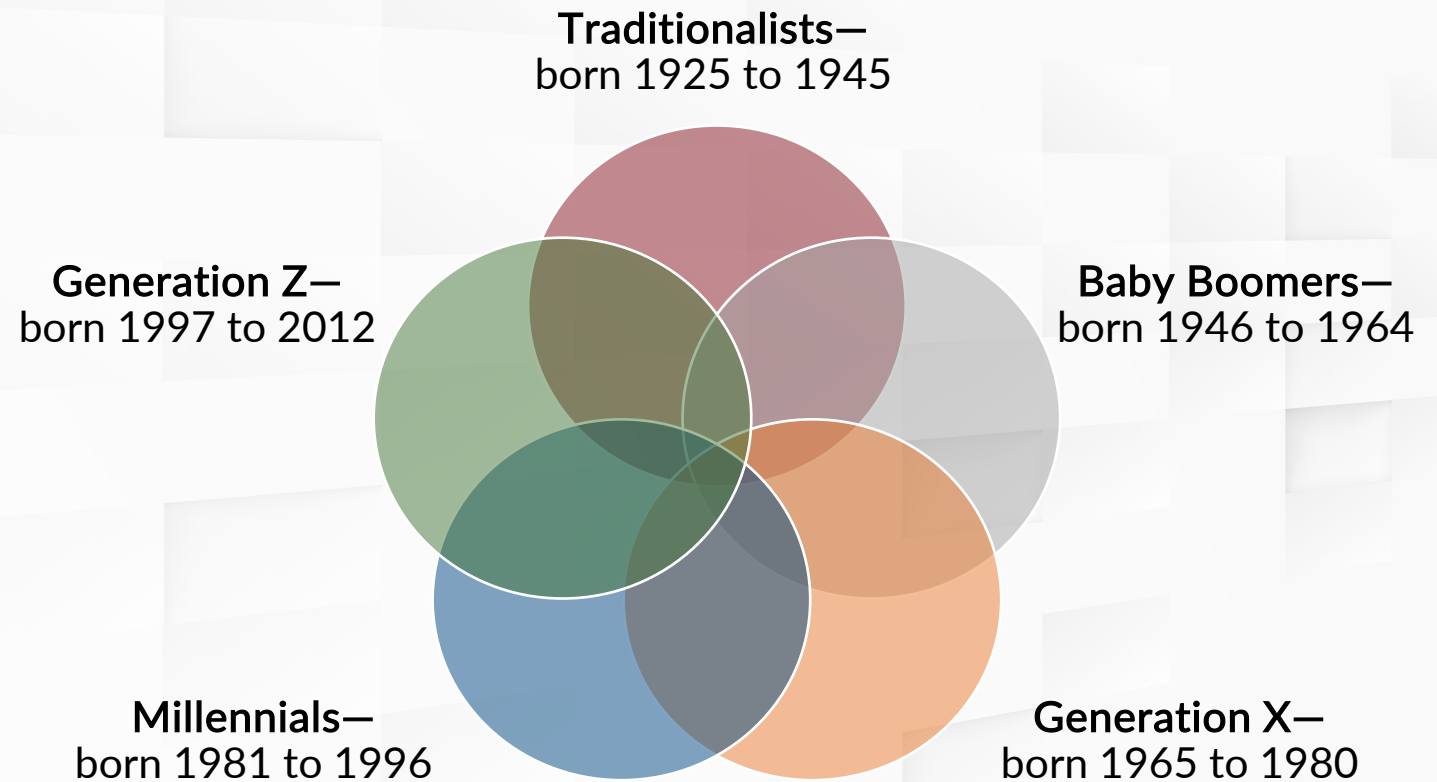 Traditionalists—
born 1925 to 1945
Generation Z—
born 1997 to 2012
Baby Boomers—
born 1946 to 1964
Millennials—
born 1981 to 1996
Generation X—
born 1965 to 1980